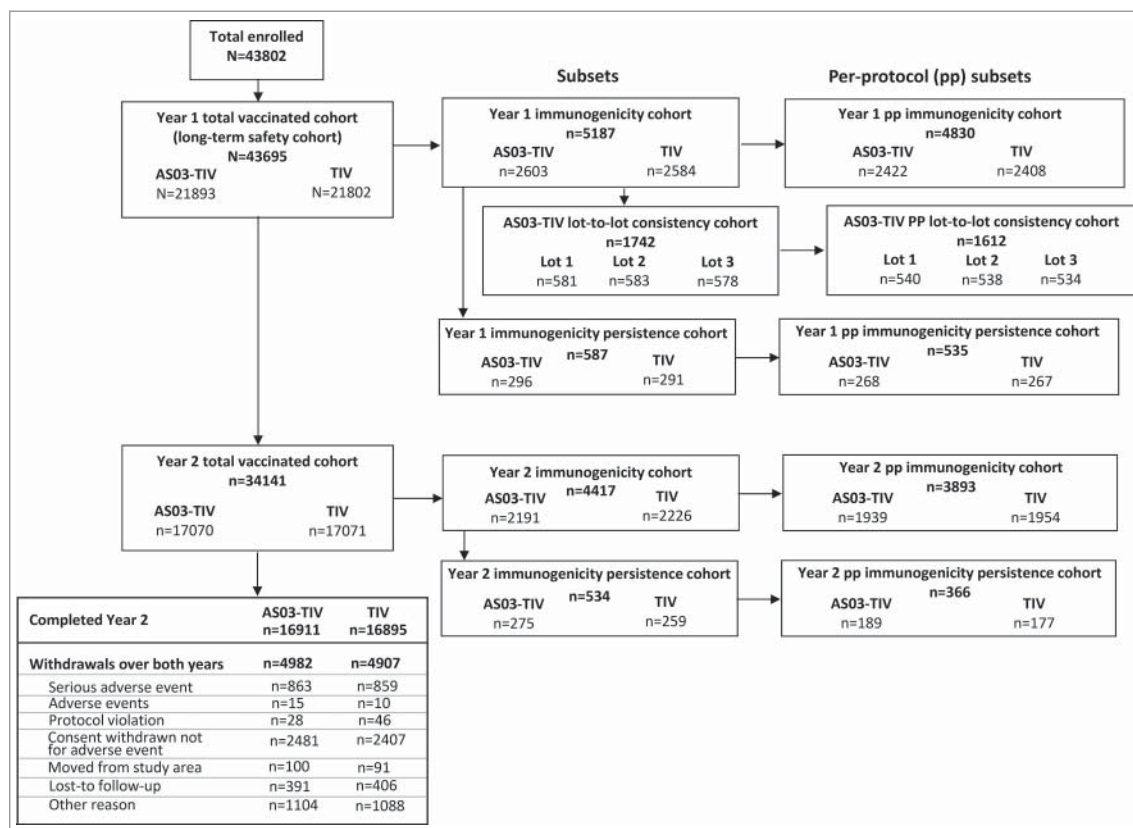 Total enrolled
N=43802
Subsets
Per-protocol (pp) subsets
Year 1 total vaccinated cohort
(long-term safety cohort)
N=43695
AS03-TIV TIV
N=21893 N=21802
Year 1 immunogenicity cohort
n=5187
AS03-TIV TIV
n=2603 n=2584
Year 1 pp immunogenicity cohort
n=4830
AS03-TIV TIV
n=2422 n=2408
AS03-TIV lot-to-lot consistency cohort
n=1742
Lot 1 Lot 2 Lot 3
n=581 n=583 n=578
AS03-TIV PP lot-to-lot consistency cohort
n=1612
Lot 1 Lot 2 Lot 3
n=540 n=538 n=534
Year 1 immunogenicity persistence cohort
n=587
AS03-TIV TIV
n=296 n=291
Year 1 pp immunogenicity persistence cohort
n=535
AS03-TIV TIV
n=268 n=267
Year 2 total vaccinated cohort
n=34141
AS03-TIV TIV
n=17070 n=17071
Year 2 immunogenicity cohort
n=4417
AS03-TIV TIV
n=2191 n=2226
Year 2 pp immunogenicity cohort
n=3893
AS03-TIV TIV
n=1939 n=1954
Year 2 immunogenicity persistence cohort
n=534
AS03-TIV TIV
n=275 n=259
Year 2 pp immunogenicity persistence cohort
n=366
AS03-TIV TIV
n=189 n=177
Completed Year 2 AS03-TIV TIV
n=16911 n=16895
Withdrawals over both years n=4982 n=4907
Serious adverse event n=863 n=859
Adverse events n=15 n=10
Protocol violation n=28 n=46
Consent withdrawn not
for adverse event n=2481 n=2407
Moved from study area n=100 n=91
Lost-to follow-up n=391 n=406
Other reason n=1104 n=1088